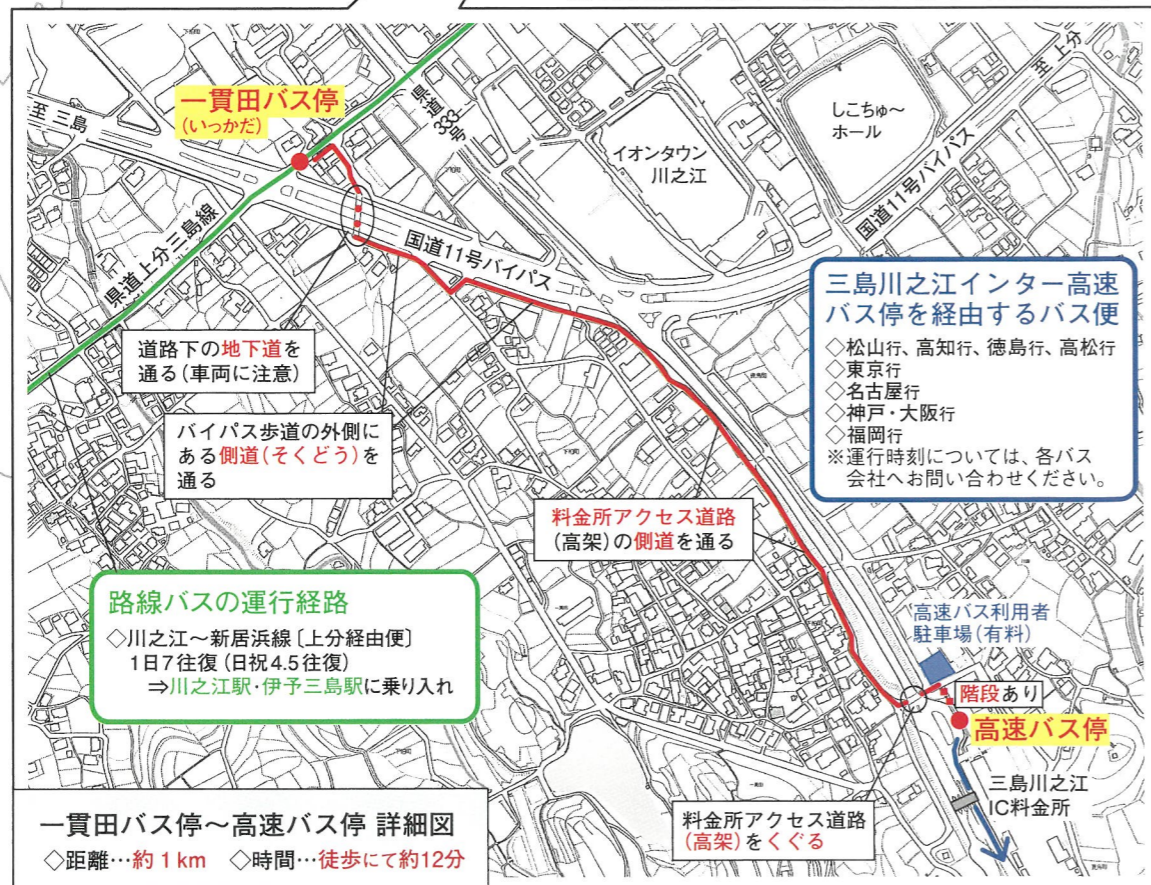 一貫田バス停
(いっかだ)
至 三島
県道
333号
イオンタウン
川之江
しこちゅ～
ホール
至 上分
国道11号バイパス
国道11号バイパス
県道上分三島線
三島川之江インター高速
バス停を経由するバス便
◇松山行、高知行、徳島行、高松行
◇東京行
◇名古屋行
◇神戸・大阪行
◇福岡行
※運行時刻については、各バス
会社へお問い合わせください。
道路下の地下道を
通る(車両に注意)
バイパス歩道の外側に
ある側道(そくどう)を
通る
料金所アクセス道路
(高架)の側道を通る
路線バスの運行経路
◇川之江～新居浜線〔上分経由便〕
1日7往復(日祝4.5往復)
⇒川之江駅・伊予三島駅に乗り入れ
高速バス利用者
駐車場(有料)
階段あり
高速バス停
三島川之江
IC料金所
料金所アクセス道路
(高架)をくぐる
一貫田バス停～高速バス停 詳細図
◇距離…約1km ◇時間…徒歩にて約12分